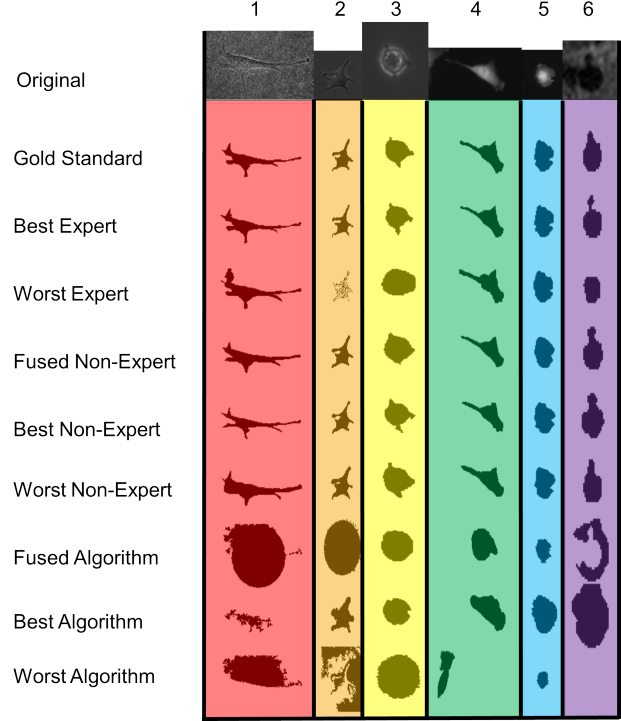 1 2 3 4 5 6
Original
Gold Standard
Best Expert
Worst Expert
Fused Non-Expert
Best Non-Expert
Worst Non-Expert
Fused Algorithm
Best Algorithm
Worst Algorithm